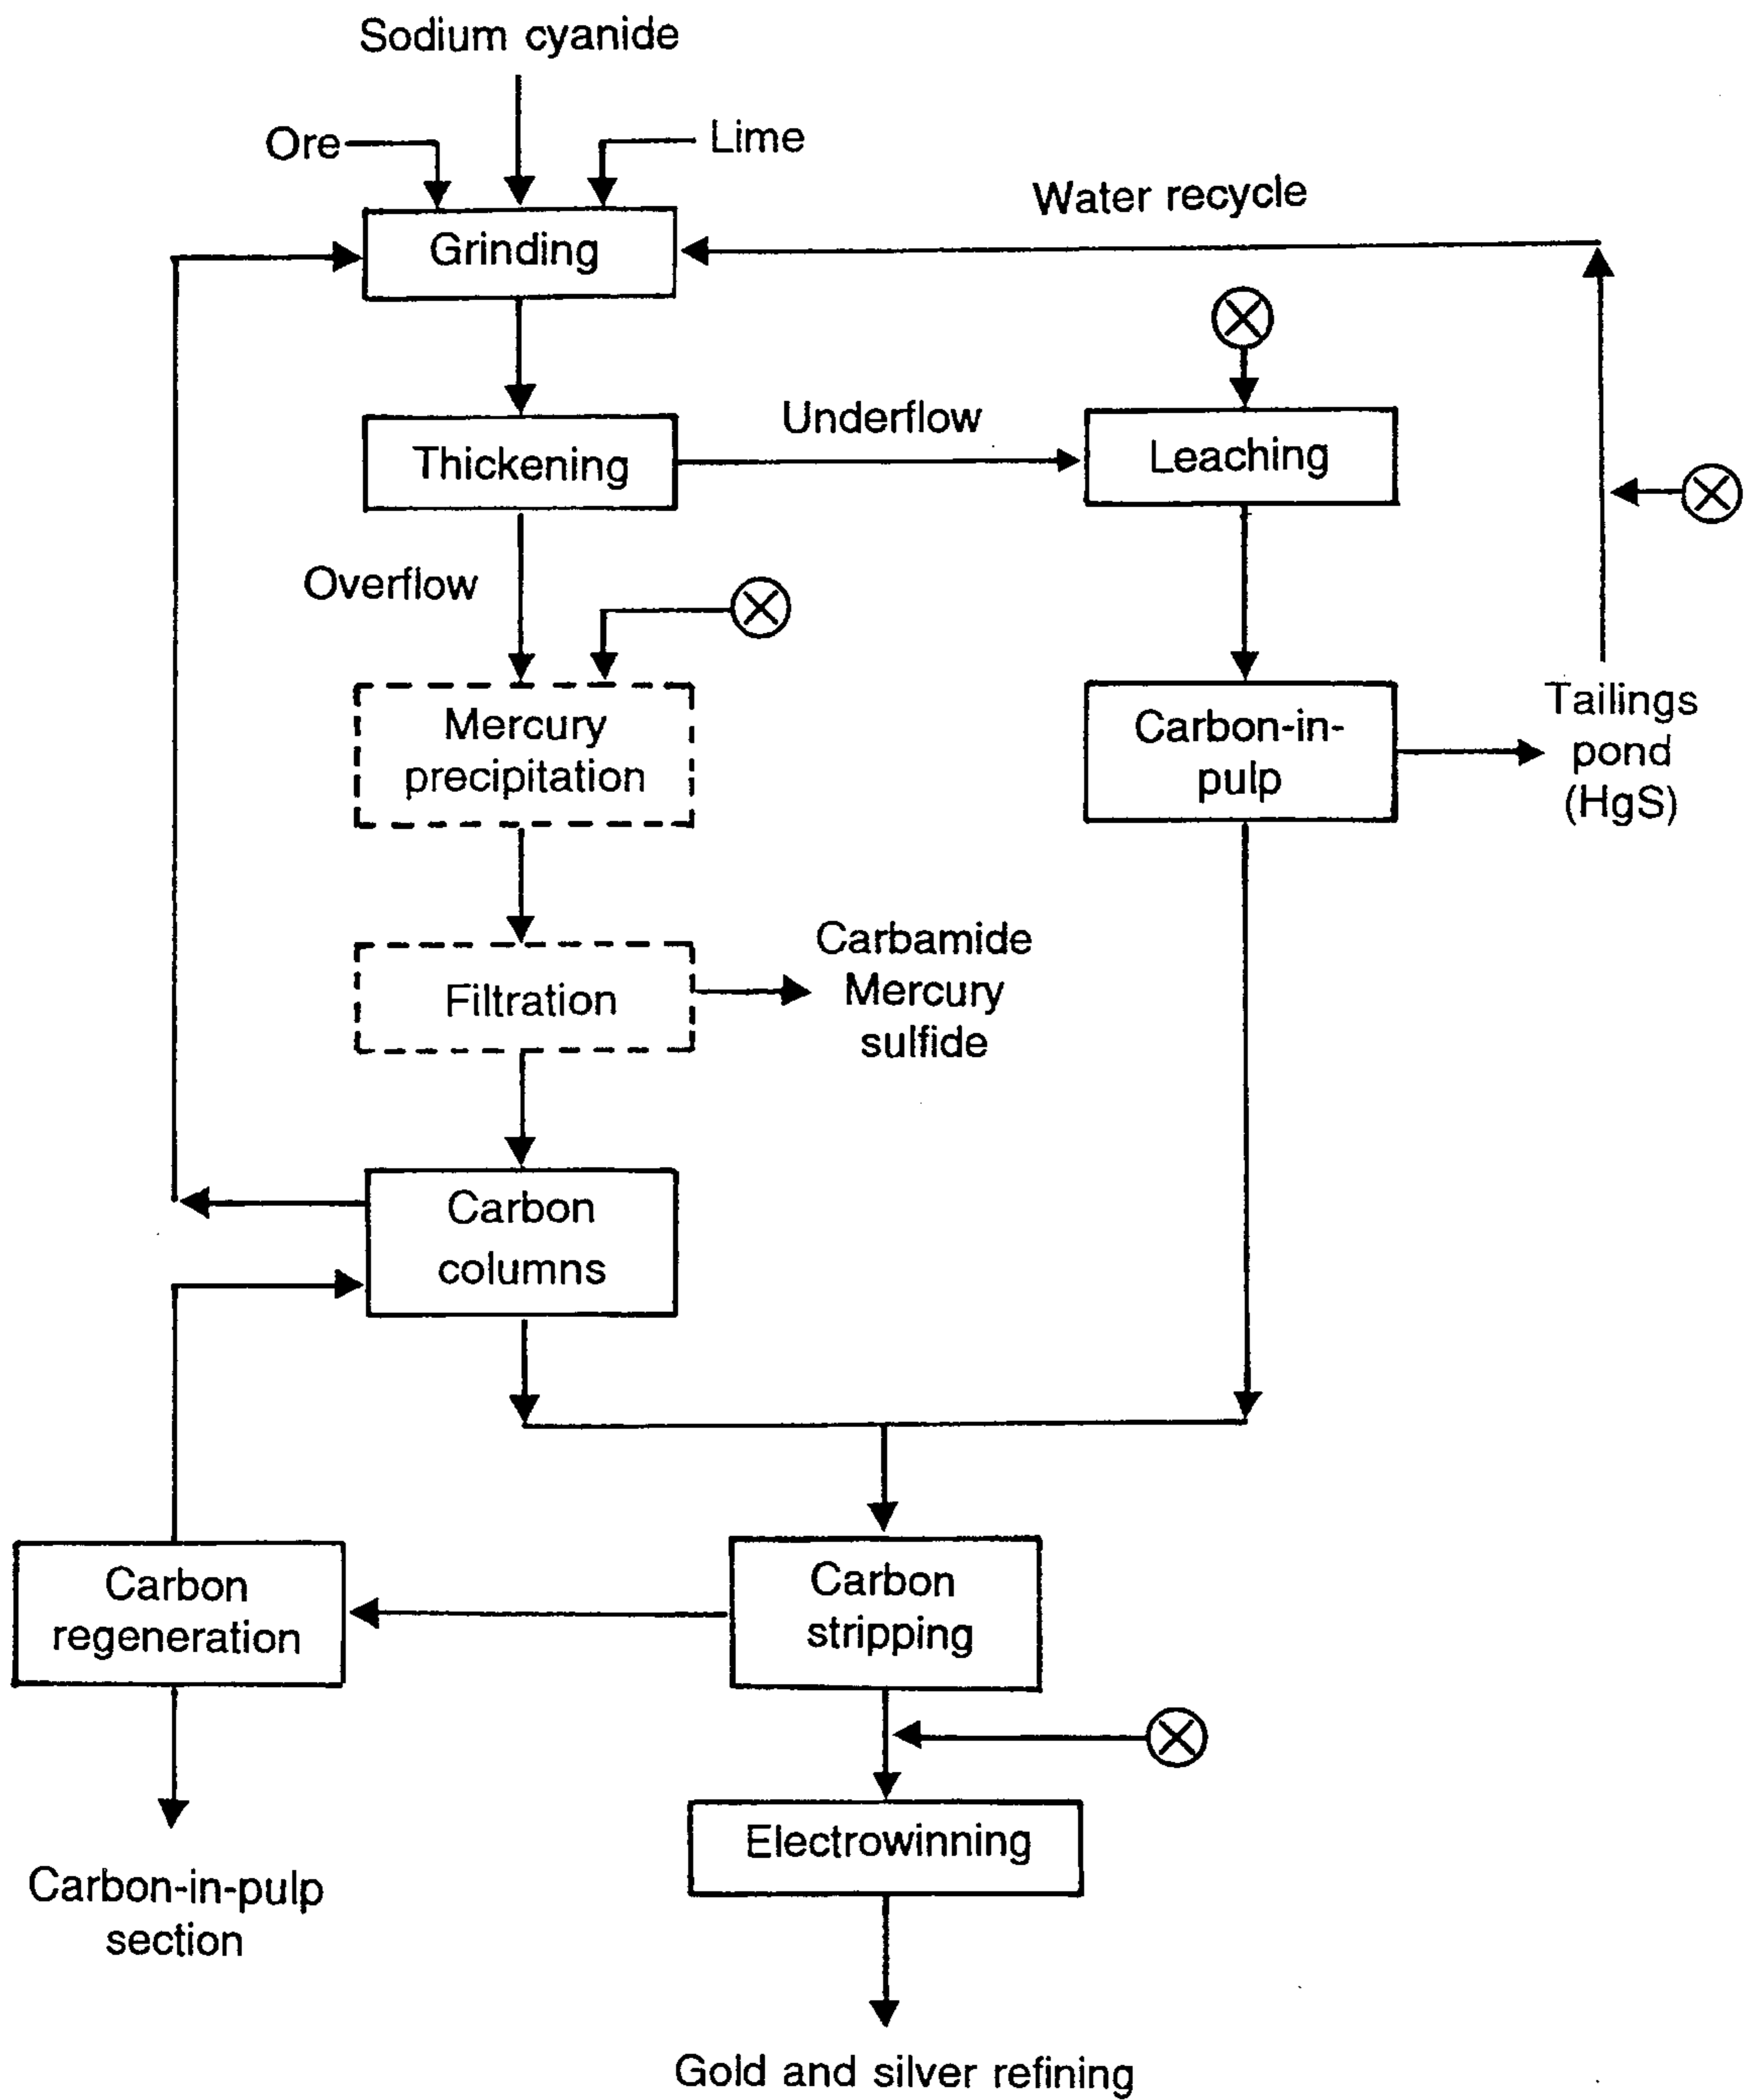 Sodium cyanide
Ore
Lime
Water recycle
Grinding
Underflow
Thickening
Leaching
Overflow
Mercury
precipitation
Carbon-in-
pulp
Tailings
pond
(HgS)
Filtration
Carbamide
Mercury
sulfide
Carbon
columns
Carbon
regeneration
Carbon
stripping
Electrowinning
Carbon-in-pulp
section
Gold and silver refining